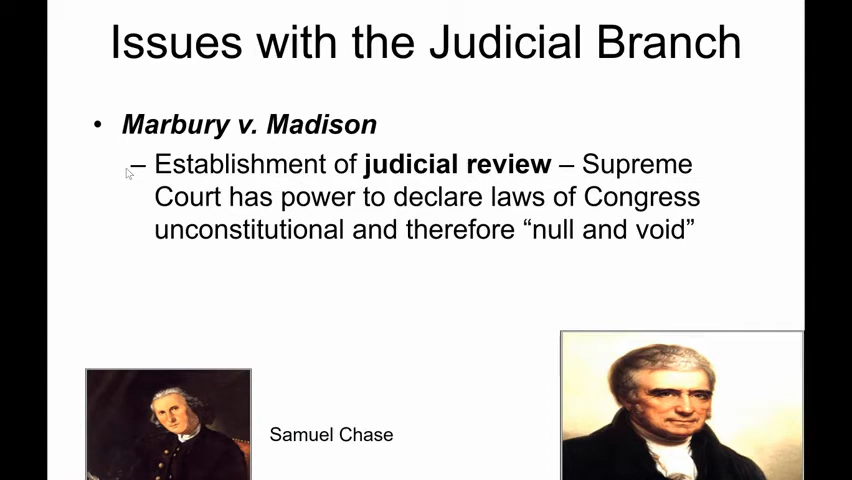 Issues with the Judicial Branch
• Marbury v. Madison
– Establishment of judicial review – Supreme
Court has power to declare laws of Congress
unconstitutional and therefore “null and void”
Samuel Chase